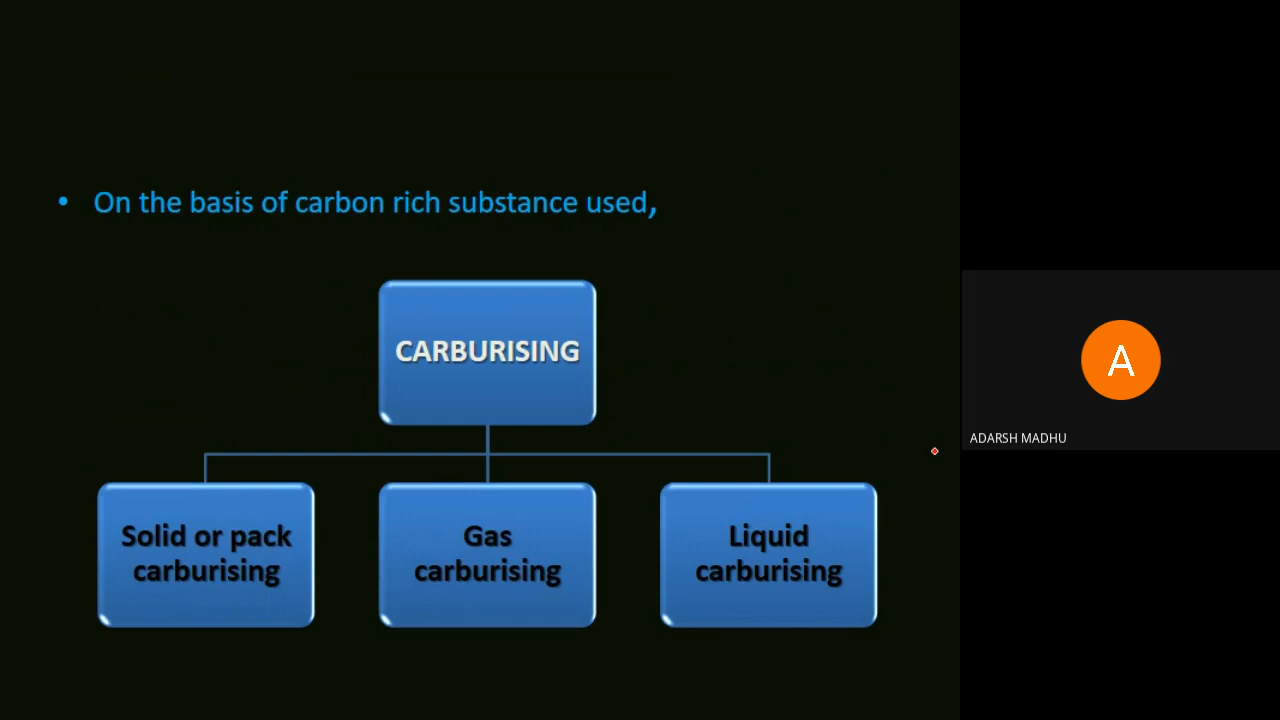 • On the basis of carbon rich substance used,
CARBURISING
Solid or pack
carburising
Gas
carburising
Liquid
carburising
A
ADARSH MADHU